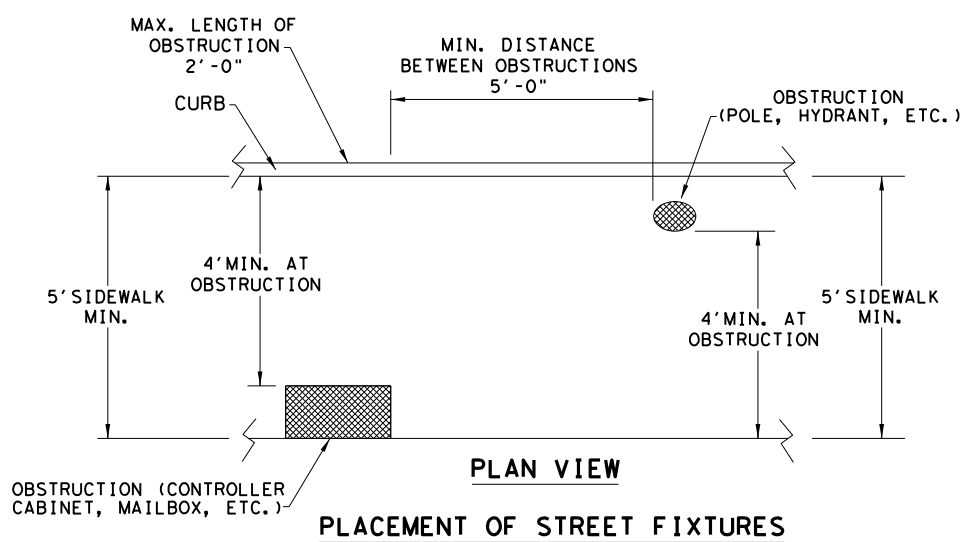 MAX. LENGTH OF
OBSTRUCTION
2'-0"
CURB
MIN. DISTANCE
BETWEEN OBSTRUCTIONS
5'-0"
OBSTRUCTION
(POLE, HYDRANT, ETC.)
4'MIN. AT
OBSTRUCTION
5'SIDEWALK
MIN.
4'MIN. AT
OBSTRUCTION
5'SIDEWALK
MIN.
OBSTRUCTION (CONTROLLER
CABINET, MAILBOX, ETC.)
PLAN VIEW
PLACEMENT OF STREET FIXTURES